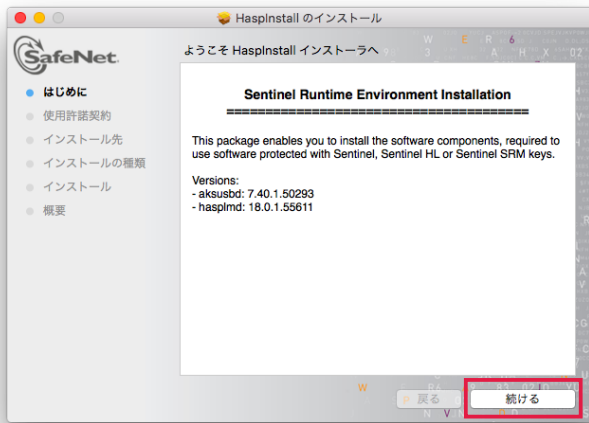 HaspInstall のインストール
SafeNet.
ようこそ HaspInstall インストーラへ
はじめに
使用許諾契約
インストール先
インストールの種類
インストール
概要
Sentinel Runtime Environment Installation
=======================================
This package enables you to install the software components, required to
use software protected with Sentinel, Sentinel HL or Sentinel SRM keys.
Versions:
- aksusbd: 7.40.1.50293
- hasplmd: 18.0.1.55611
戻る
続ける